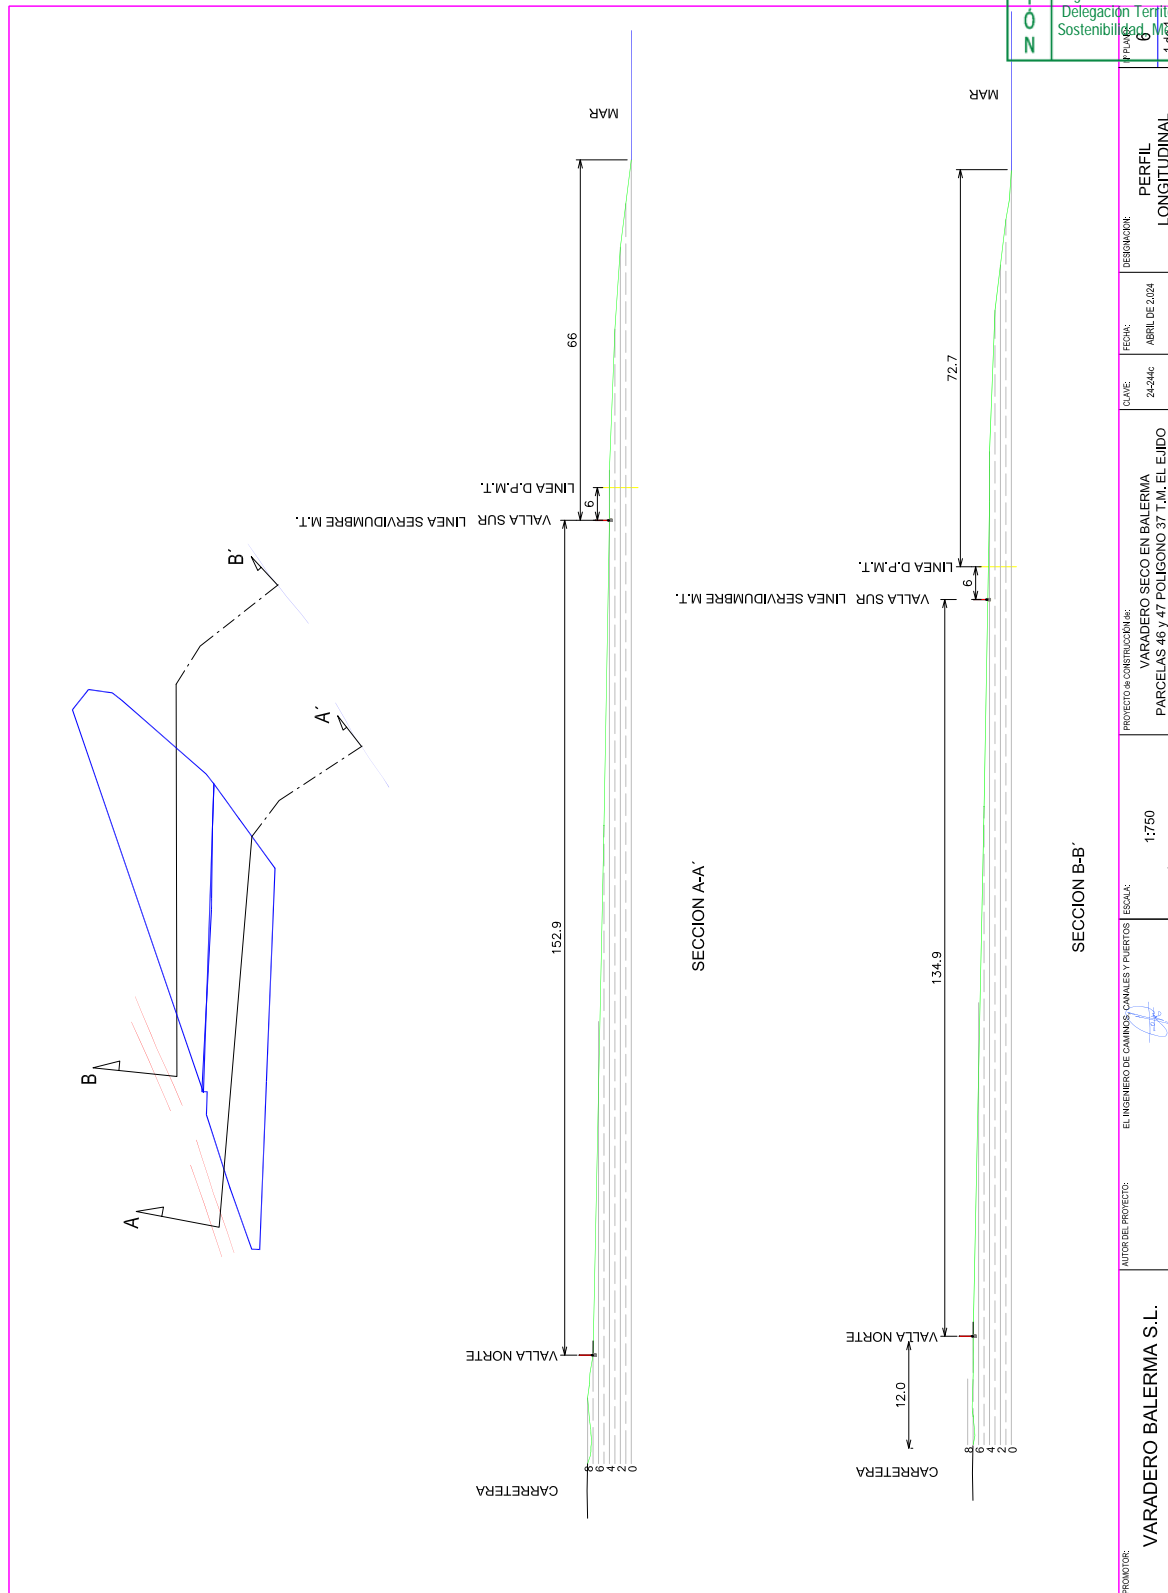 Ó
N
Delegación Territo
Sostenibilidad, Me
MAR
66
LINEA D.P.M.T.
6
VALLA SUR LINEA SERVIDUMBRE M.T.
152.9
VALLA NORTE
CARRETERA
8
6
4
2
0
SECCION A-A´
MAR
72.7
LINEA D.P.M.T.
6
VALLA SUR LINEA SERVIDUMBRE M.T.
134.9
VALLA NORTE
12.0
CARRETERA
8
6
4
2
0
SECCION B-B´
A
A´
B
B´
PROMOTOR:
VARADERO BALERMA S.L.
AUTOR DEL PROYECTO:
EL INGENIERO DE CAMINOS, CANALES Y PUERTOS
ESCALA:
1:750
PROYECTO de CONSTRUCCIÓN de:
VARADERO SECO EN BALERMA
PARCELAS 46 y 47 POLIGONO 37 T.M. EL EJIDO
CLAVE:
24-244c
FECHA:
ABRIL DE 2.024
DESIGNACION:
PERFIL
LONGITUDINAL
Nº PLANO:
6